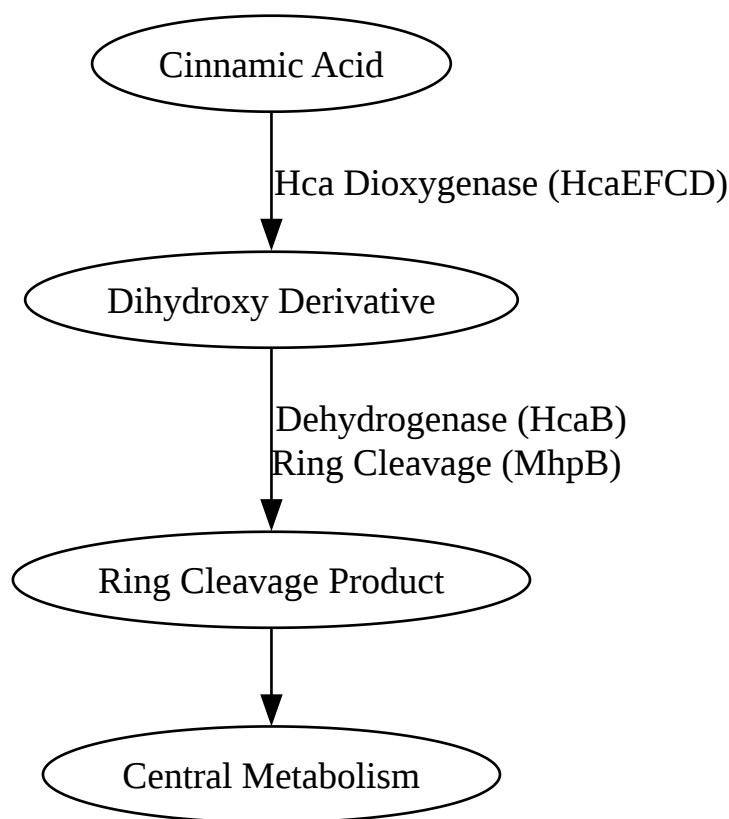 Cinnamic Acid
Hca Dioxygenase (HcaEFCD)
Dihydroxy Derivative
Dehydrogenase (HcaB)
Ring Cleavage (MhpB)
Ring Cleavage Product
Central Metabolism